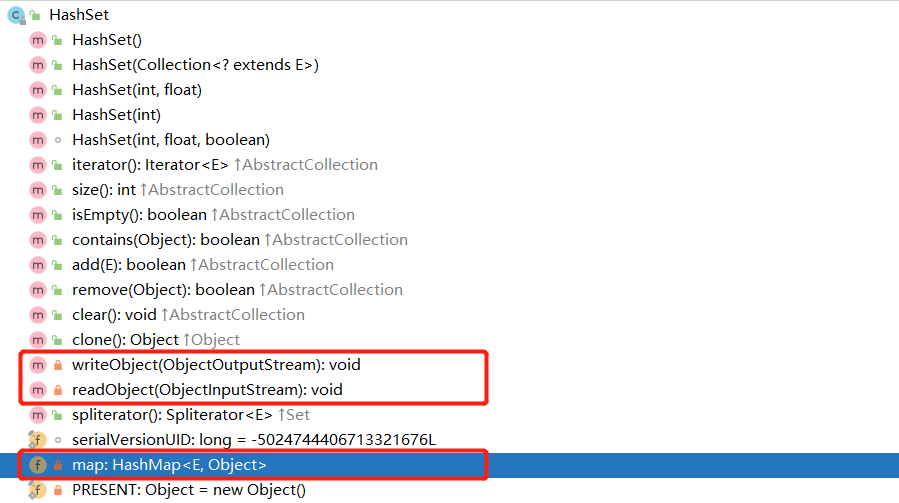 HashSet
HashSet()
HashSet(Collection<? extends E>)
HashSet(int, float)
HashSet(int)
HashSet(int, float, boolean)
iterator(): Iterator<E> ↑AbstractCollection
size(): int ↑AbstractCollection
isEmpty(): boolean ↑AbstractCollection
contains(Object): boolean ↑AbstractCollection
add(E): boolean ↑AbstractCollection
remove(Object): boolean ↑AbstractCollection
clear(): void ↑AbstractCollection
clone(): Object ↑Object
writeObject(ObjectOutputStream): void
readObject(ObjectInputStream): void
spliterator(): Spliterator<E> ↑Set
serialVersionUID: long = -5024744406713321676L
map: HashMap<E, Object>
PRESENT: Object = new Object()